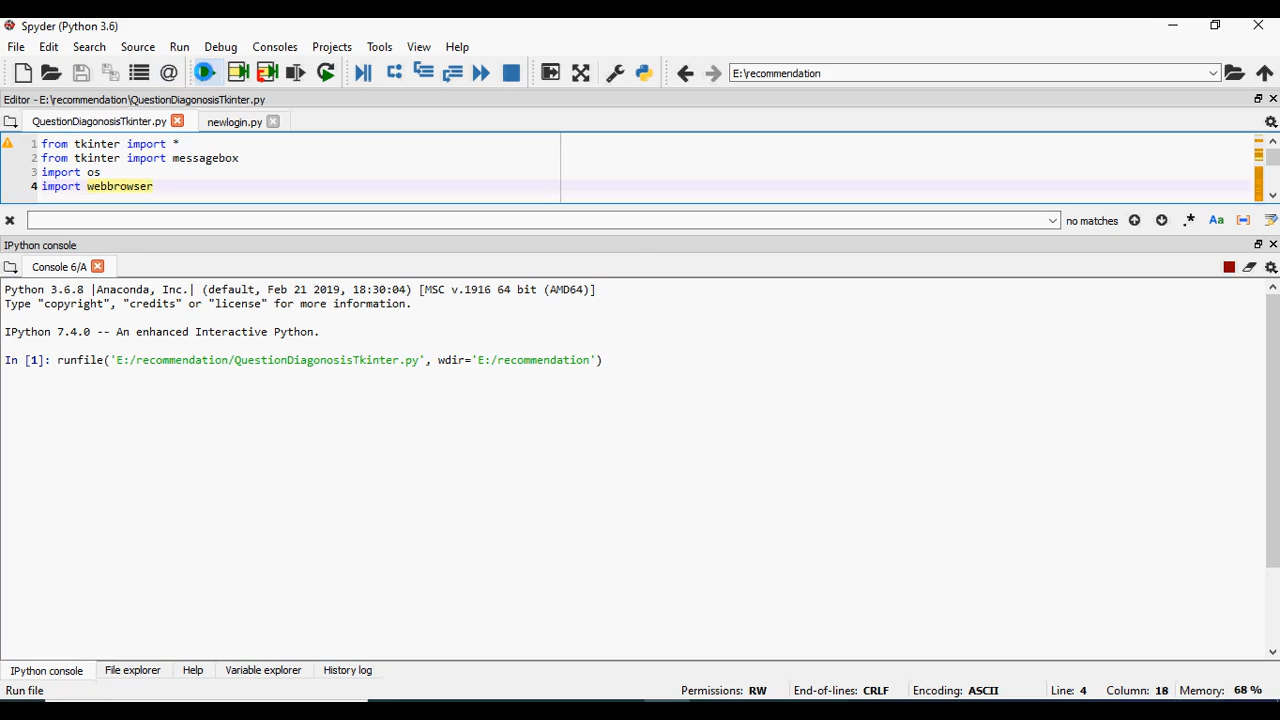 Spyder (Python 3.6)
File Edit Search Source Run Debug Consoles Projects Tools View Help
E:\recommendation
Editor - E:\recommendation\QuestionDiagonosisTkinter.py
QuestionDiagonosisTkinter.py newlogin.py
1 from tkinter import *
2 from tkinter import messagebox
3 import os
4 import webbrowser
no matches .* Aa
IPython console
Console 6/A
Python 3.6.8 |Anaconda, Inc.| (default, Feb 21 2019, 18:30:04) [MSC v.1916 64 bit (AMD64)]
Type "copyright", "credits" or "license" for more information.
IPython 7.4.0 -- An enhanced Interactive Python.
In [1]: runfile('E:/recommendation/QuestionDiagonosisTkinter.py', wdir='E:/recommendation')
IPython console File explorer Help Variable explorer History log
Run file Permissions: RW End-of-lines: CRLF Encoding: ASCII Line: 4 Column: 18 Memory: 68 %